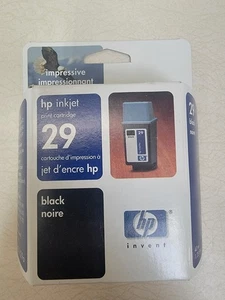 impressive
impressionnant
hp inkjet
print cartridge
29
cartouche d'impression à
jet d'encre hp
29
black
noire
hp
invent